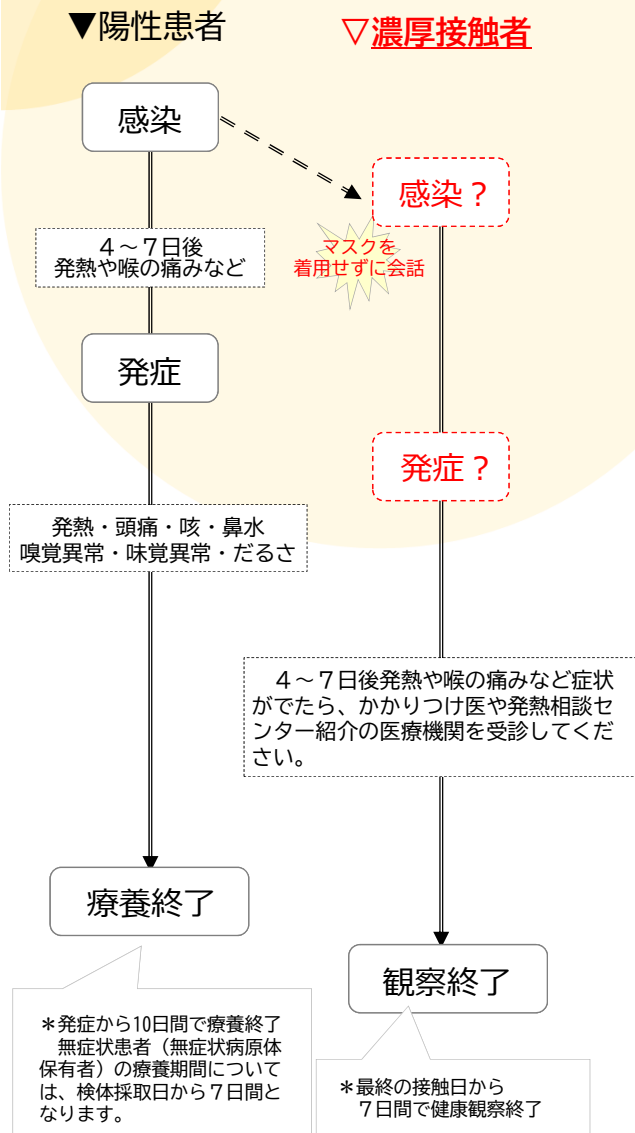 ▼陽性患者
▽濃厚接触者
感染
感染？
マスクを
着用せずに会話
４～７日後
発熱や喉の痛みなど
発症
発症？
発熱・頭痛・咳・鼻水
嗅覚異常・味覚異常・だるさ
４～７日後発熱や喉の痛みなど症状
がでたら、かかりつけ医や発熱相談セ
ンター紹介の医療機関を受診してくだ
さい。
療養終了
観察終了
＊発症から10日間で療養終了
無症状患者（無症状病原体
保有者）の療養期間について
は、検体採取日から７日間と
なります。
＊最終の接触日から
７日間で健康観察終了